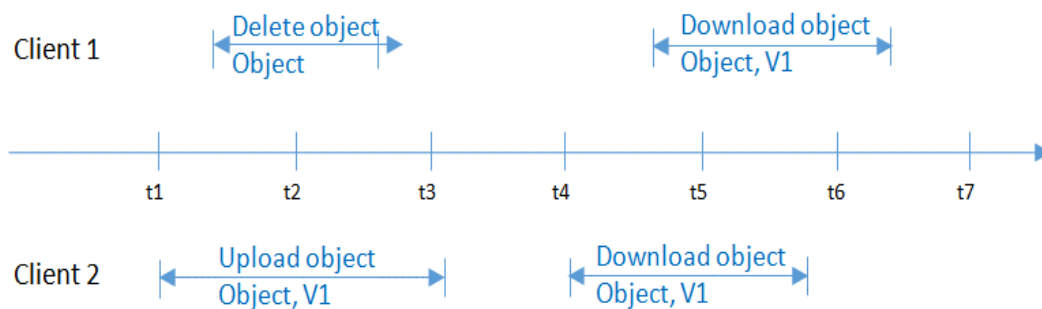 Delete object
Download object
Client 1
Object
Object, V1
t1
t2
t3
t4
t5
t6
t7
Upload object
Download object
Client 2
Object, V1
Object, V1